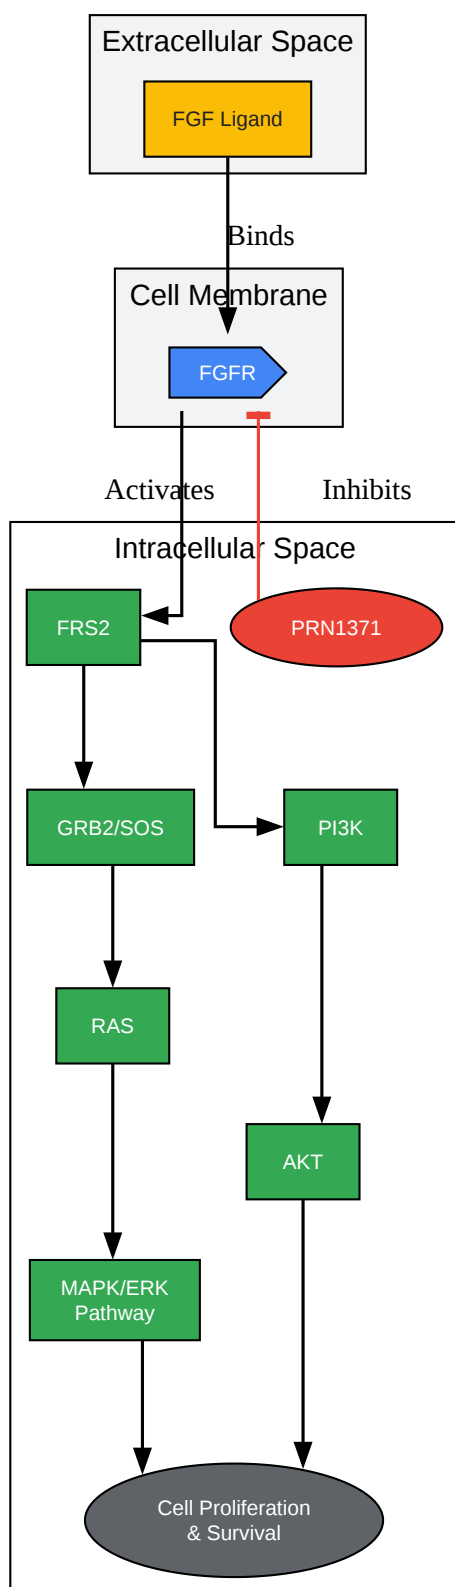 Extracellular Space
FGF Ligand
Binds
Cell Membrane
FGFR
Activates
Inhibits
Intracellular Space
FRS2
PRN1371
GRB2/SOS
PI3K
RAS
AKT
MAPK/ERK
Pathway
Cell Proliferation
& Survival